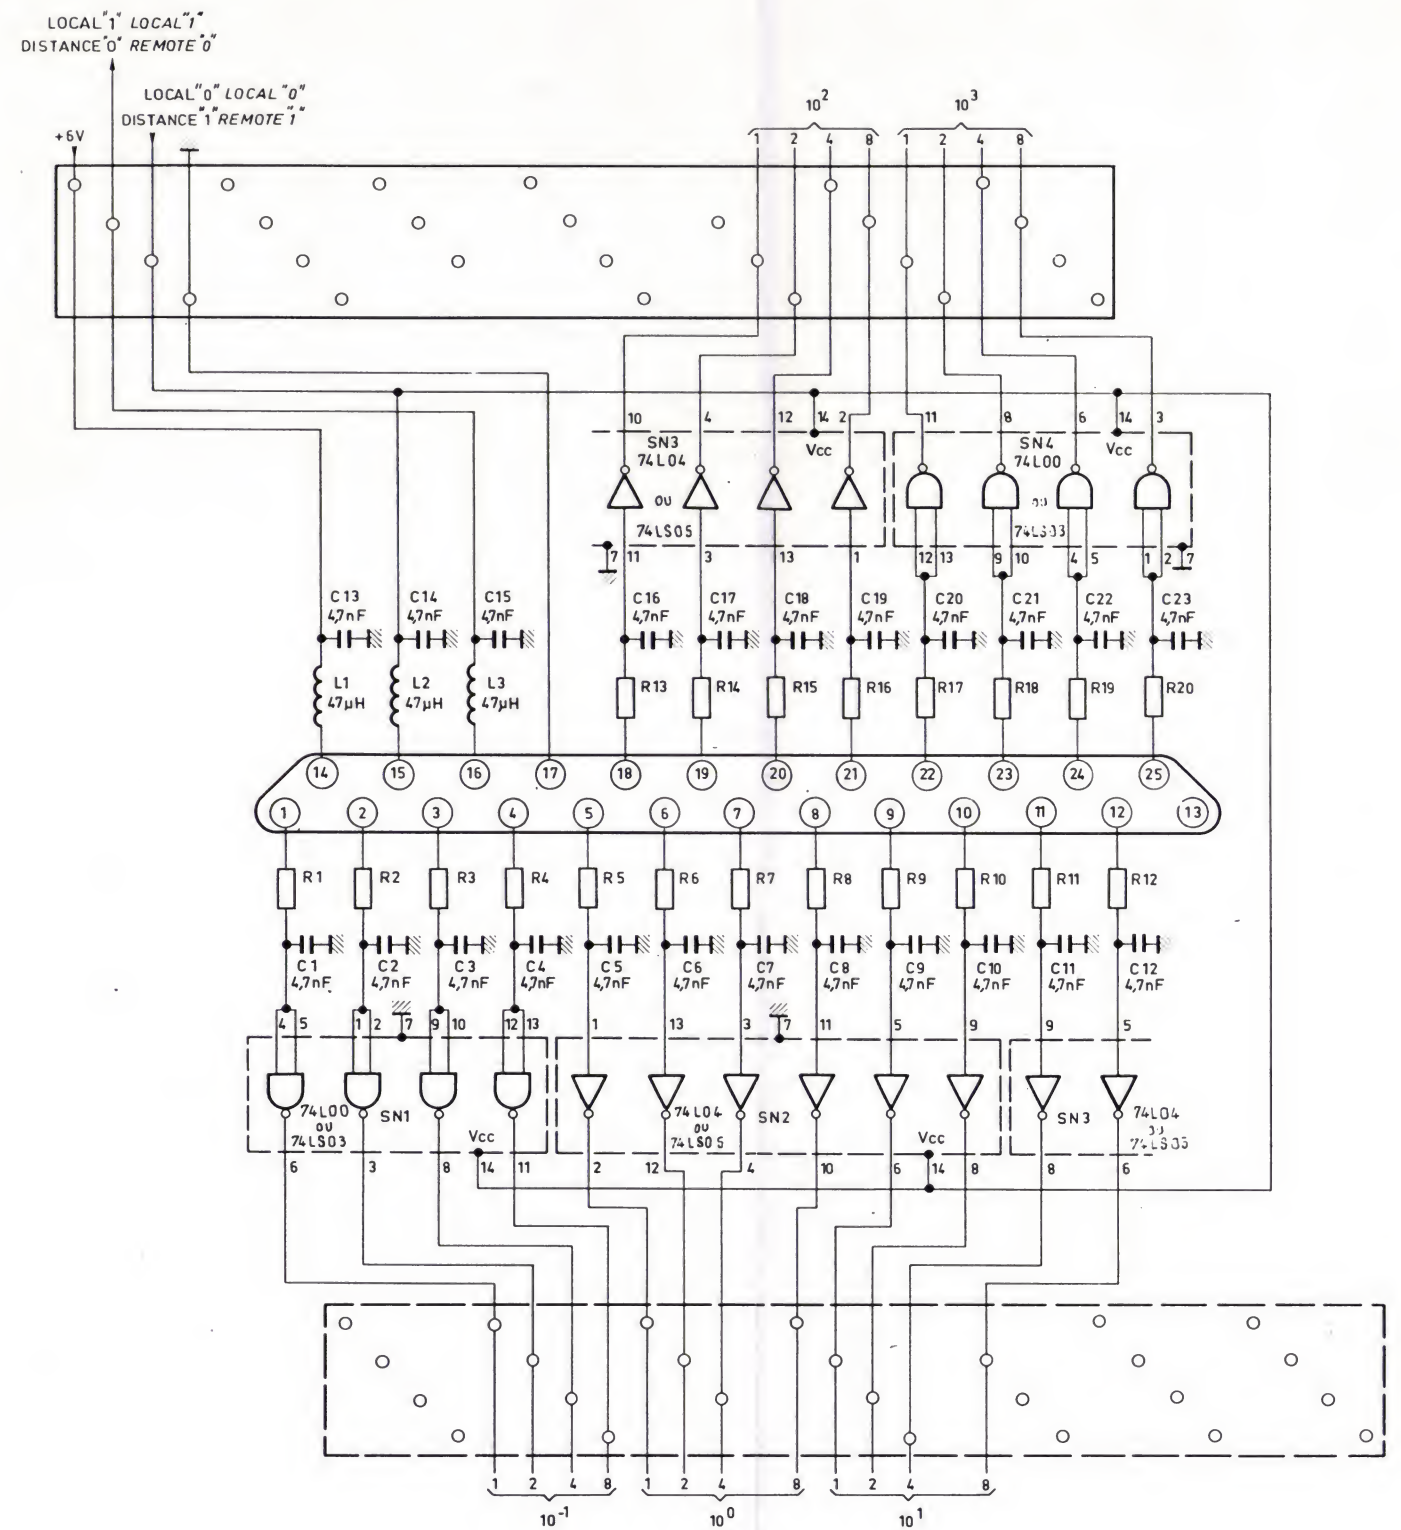 LOCAL"1" LOCAL"1"
DISTANCE"0" REMOTE"0"
LOCAL"0" LOCAL "0"
DISTANCE"1" REMOTE"1"
+6V
10² 10³
1 2 4 8 1 2 4 8
10 4 12 14 2 11 8 6 14 3
SN3
74L04
Vcc
SN4
74L00
Vcc
OU
74LS05
OU
74LS03
7 11 3 13 1 12 13 9 10 4 5 1 2 7
C13 C14 C15 C16 C17 C18 C19 C20 C21 C22 C23
4,7nF 4,7nF 4,7nF 4,7nF 4,7nF 4,7nF 4,7nF 4,7nF 4,7nF 4,7nF 4,7nF
L1 L2 L3 R13 R14 R15 R16 R17 R18 R19 R20
47µH 47µH 47µH
14 15 16 17 18 19 20 21 22 23 24 25
1 2 3 4 5 6 7 8 9 10 11 12 13
R1 R2 R3 R4 R5 R6 R7 R8 R9 R10 R11 R12
C1 C2 C3 C4 C5 C6 C7 C8 C9 C10 C11 C12
4,7nF 4,7nF 4,7nF 4,7nF 4,7nF 4,7nF 4,7nF 4,7nF 4,7nF 4,7nF 4,7nF 4,7nF
4 5 1 2 7 9 10 12 13 1 13 3 7 11 5 9 9 5
74L00
OU
74LS03
SN1
Vcc
74L04
OU
74LS05
SN2
Vcc
SN3
74L04
OU
74LS05
6 3 8 14 11 2 12 4 10 6 14 8 8 6
1 2 4 8 1 2 4 8 1 2 4 8
10⁻¹ 10⁰ 10¹